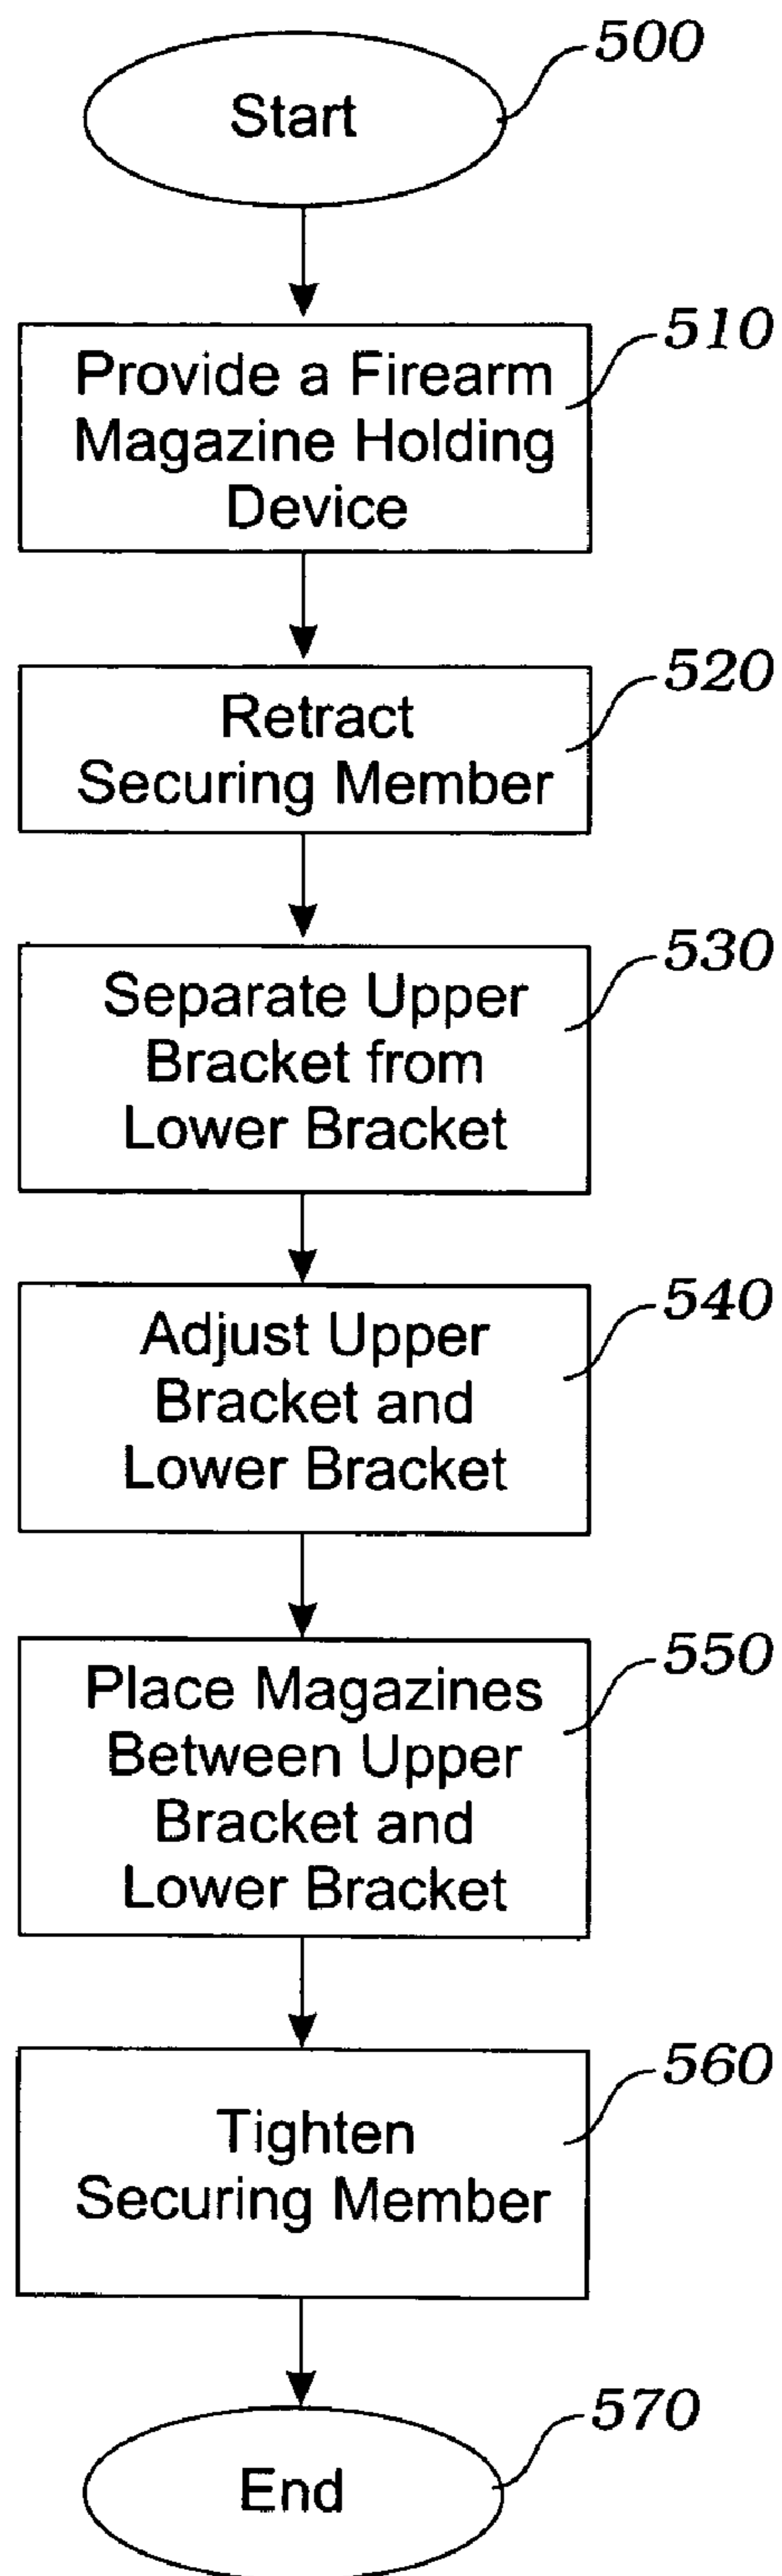 500
Start
510
Provide a Firearm
Magazine Holding
Device
520
Retract
Securing Member
530
Separate Upper
Bracket from
Lower Bracket
540
Adjust Upper
Bracket and
Lower Bracket
550
Place Magazines
Between Upper
Bracket and
Lower Bracket
560
Tighten
Securing Member
570
End